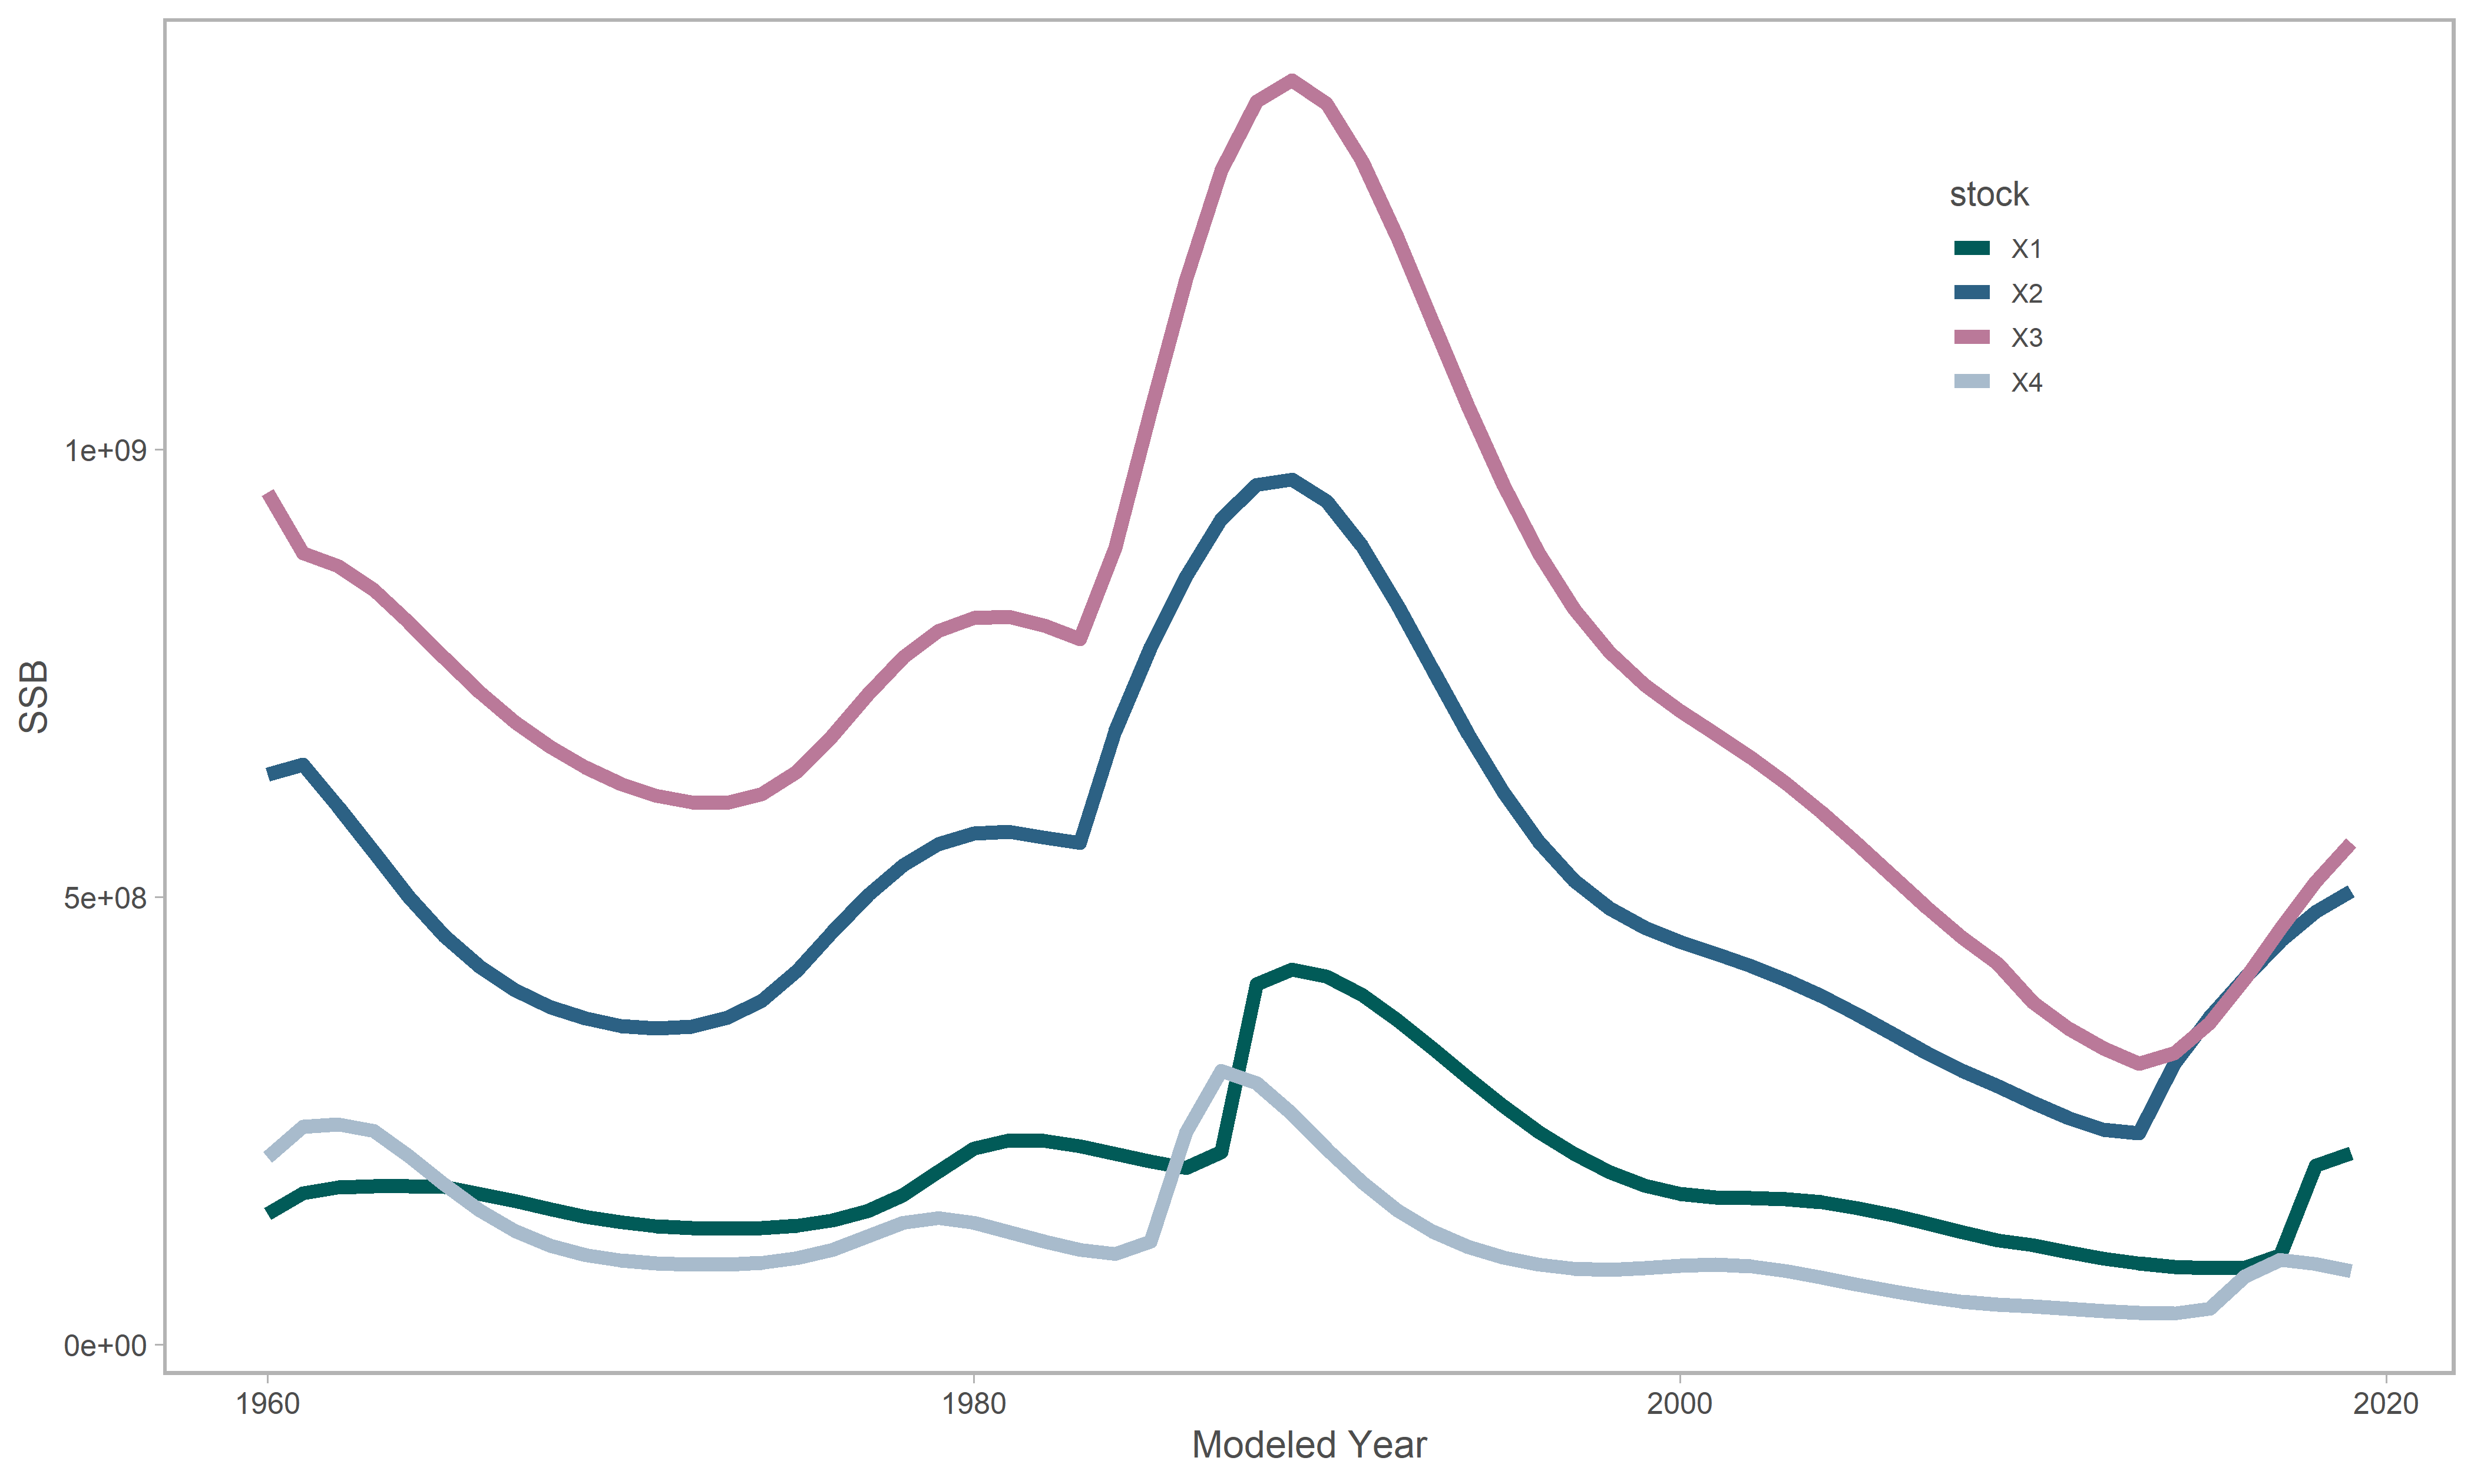 stock
X1
X2
X3
X4
1e+09
5e+08
0e+00
SSB
1960 1980 2000 2020
Modeled Year